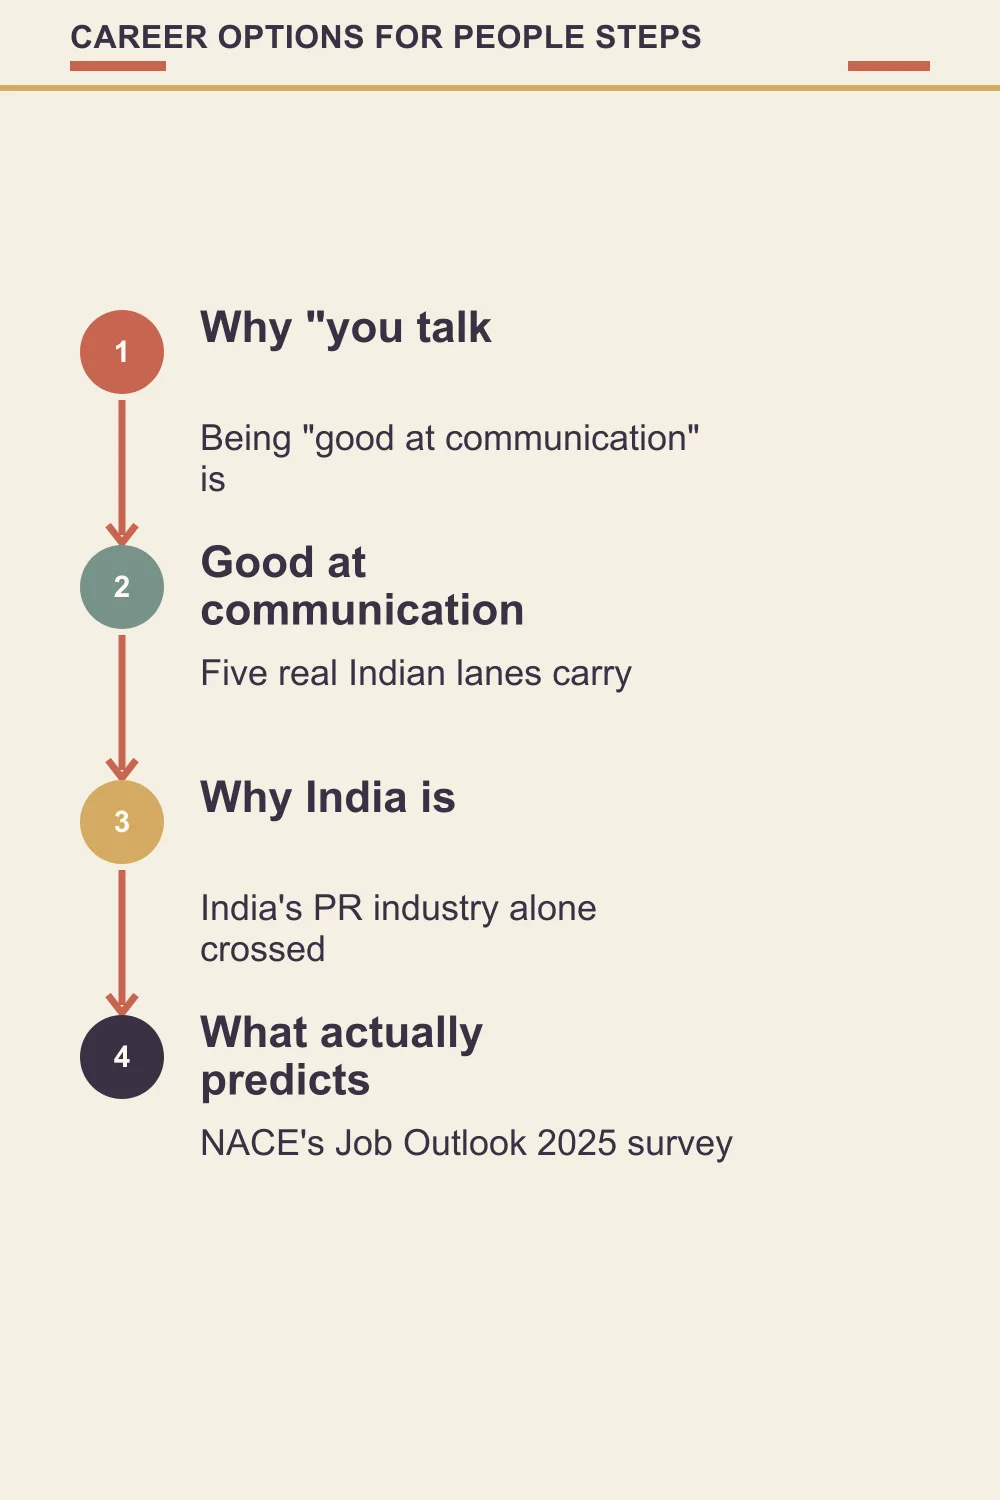 CAREER OPTIONS FOR PEOPLE STEPS
1
Why "you talk
Being "good at communication"
is
2
Good at
communication
Five real Indian lanes carry
3
Why India is
India's PR industry alone
crossed
4
What actually
predicts
NACE's Job Outlook 2025 survey